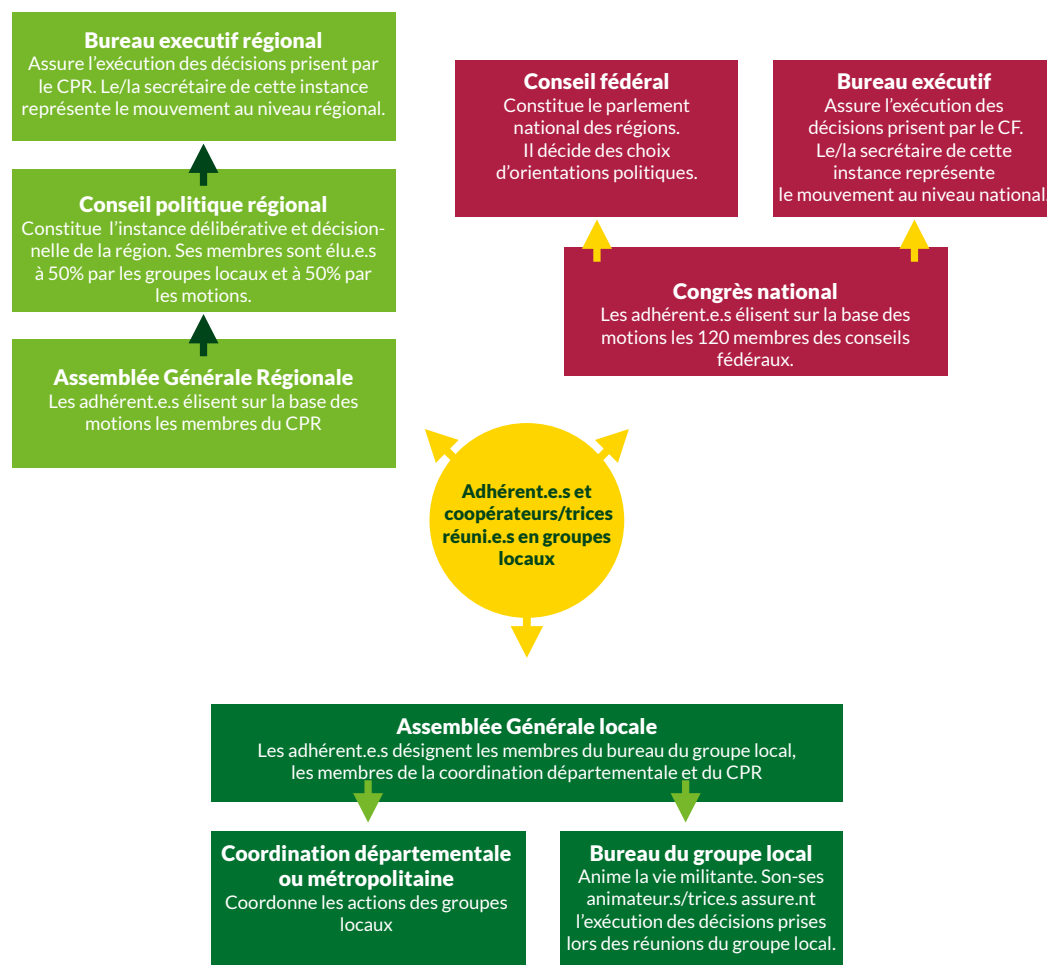 Bureau executif régional
Assure l'exécution des décisions prisent par
le CPR. Le/la secrétaire de cette instance
représente le mouvement au niveau régional.
Conseil politique régional
Constitue l'instance délibérative et décision-
nelle de la région. Ses membres sont élu.e.s
à 50% par les groupes locaux et à 50% par
les motions.
Assemblée Générale Régionale
Les adhérent.e.s élisent sur la base des
motions les membres du CPR
Conseil fédéral
Constitue le parlement
national des régions.
Il décide des choix
d'orientations politiques.
Bureau exécutif
Assure l'exécution des
décisions prisent par le CF.
Le/la secrétaire de cette
instance représente
le mouvement au niveau national.
Congrès national
Les adhérent.e.s élisent sur la base des
motions les 120 membres des conseils
fédéraux.
Adhérent.e.s et
coopérateurs/trices
réuni.e.s en groupes
locaux
Assemblée Générale locale
Les adhérent.e.s désignent les membres du bureau du groupe local,
les membres de la coordination départementale et du CPR
Coordination départementale
ou métropolitaine
Coordonne les actions des groupes
locaux
Bureau du groupe local
Anime la vie militante. Son-ses
animateur.s/trice.s assure.nt
l'exécution des décisions prises
lors des réunions du groupe local.